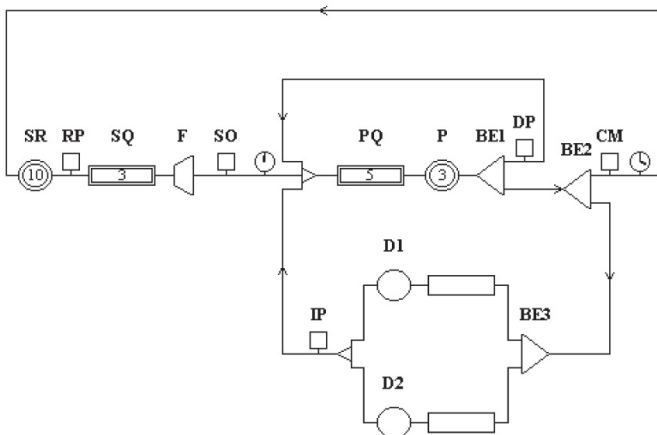 SR RP SQ F SO PQ P BE1 DP BE2 CM
10 3 5 3
D1
IP BE3
D2